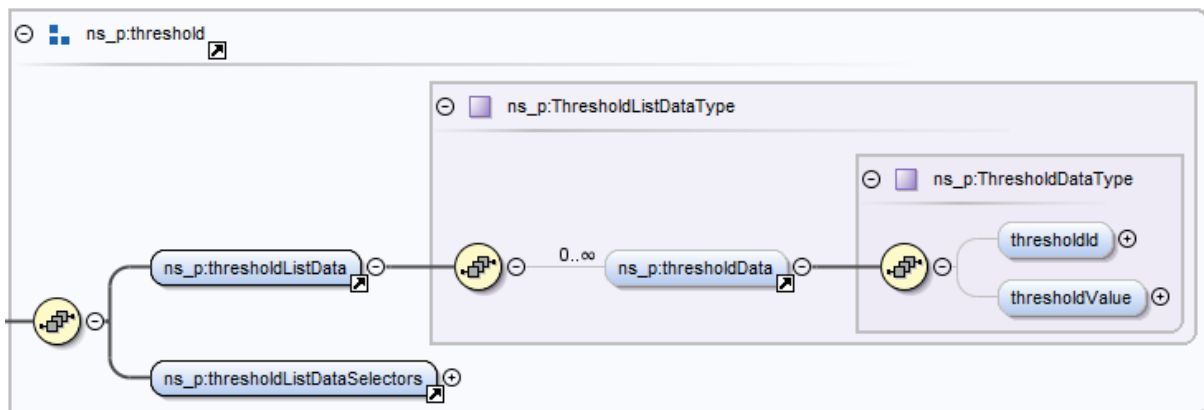 ns_p:threshold
ns_p:ThresholdListDataType
ns_p:ThresholdDataType
thresholdId
ns_p:thresholdListData
0..∞
ns_p:thresholdData
thresholdValue
ns_p:thresholdListDataSelectors